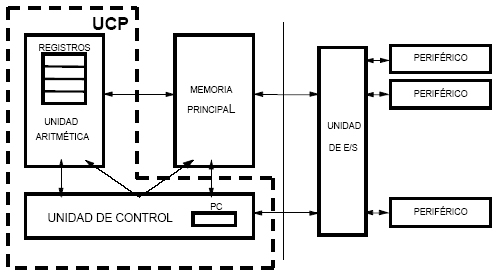 UCP
REGISTROS
UNIDAD
ARITMÉTICA
MEMORIA
PRINCIPAL
UNIDAD DE CONTROL
PC
UNIDAD
DE E/S
PERIFÉRICO
PERIFÉRICO
PERIFÉRICO